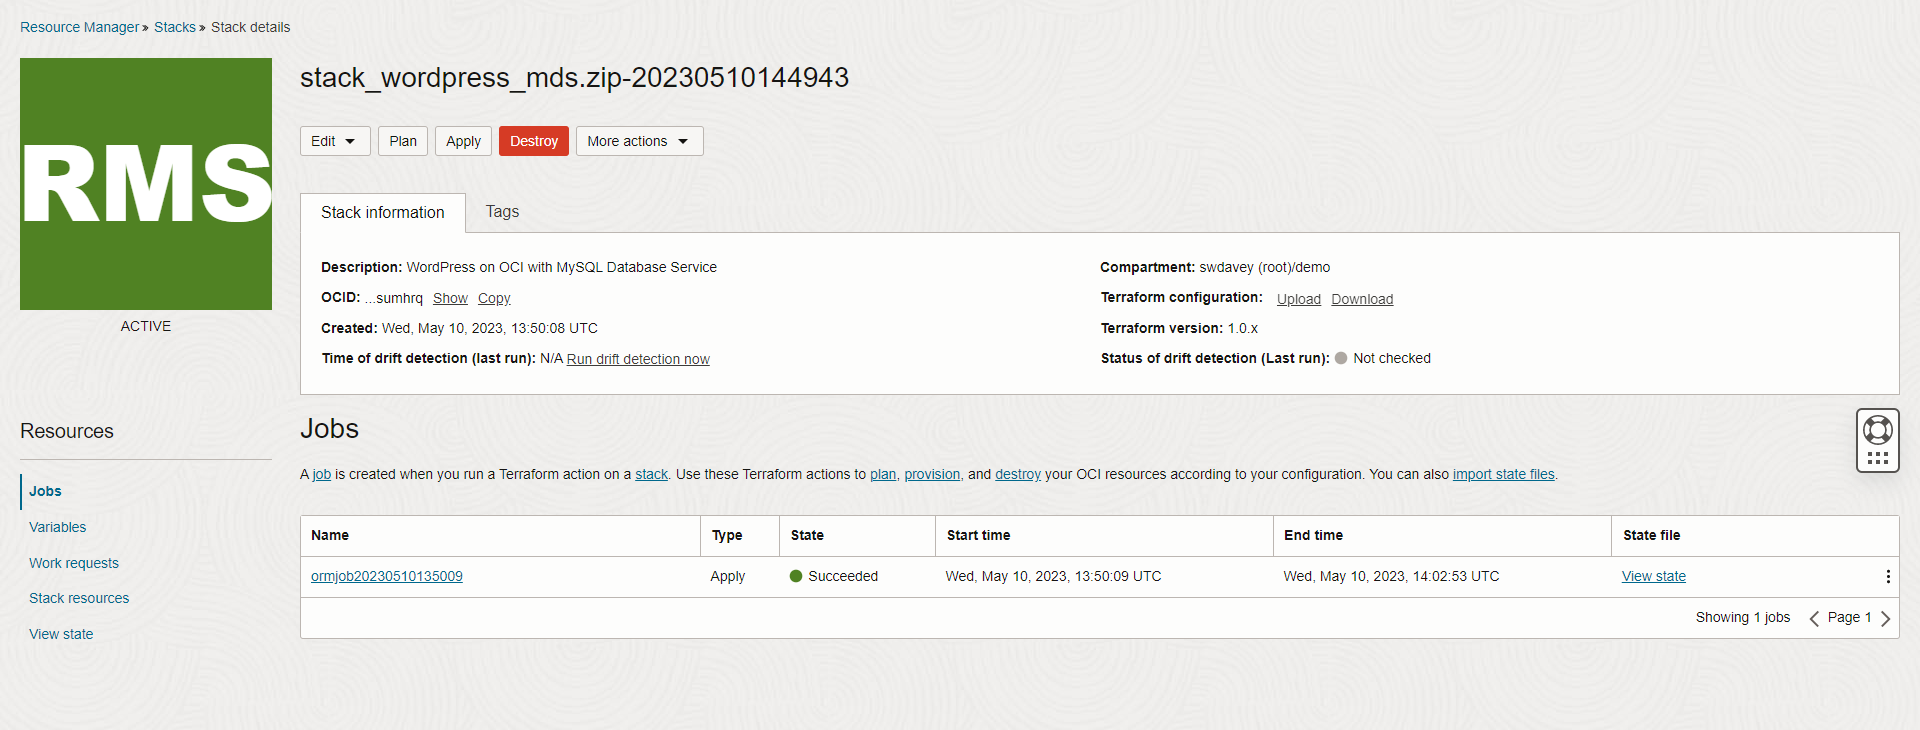 Resource Manager » Stacks » Stack details
RMS
ACTIVE
stack_wordpress_mds.zip-20230510144943
Edit Plan Apply Destroy More actions
Stack information Tags
Description: WordPress on OCI with MySQL Database Service
OCID: ...sumhrq Show Copy
Created: Wed, May 10, 2023, 13:50:08 UTC
Time of drift detection (last run): N/A Run drift detection now
Compartment: swdavey (root)/demo
Terraform configuration: Upload Download
Terraform version: 1.0.x
Status of drift detection (Last run): Not checked
Resources
Jobs
Variables
Work requests
Stack resources
View state
Jobs
A job is created when you run a Terraform action on a stack. Use these Terraform actions to plan, provision, and destroy your OCI resources according to your configuration. You can also import state files.
Name Type State Start time End time State file
ormjob20230510135009 Apply Succeeded Wed, May 10, 2023, 13:50:09 UTC Wed, May 10, 2023, 14:02:53 UTC View state
Showing 1 jobs Page 1